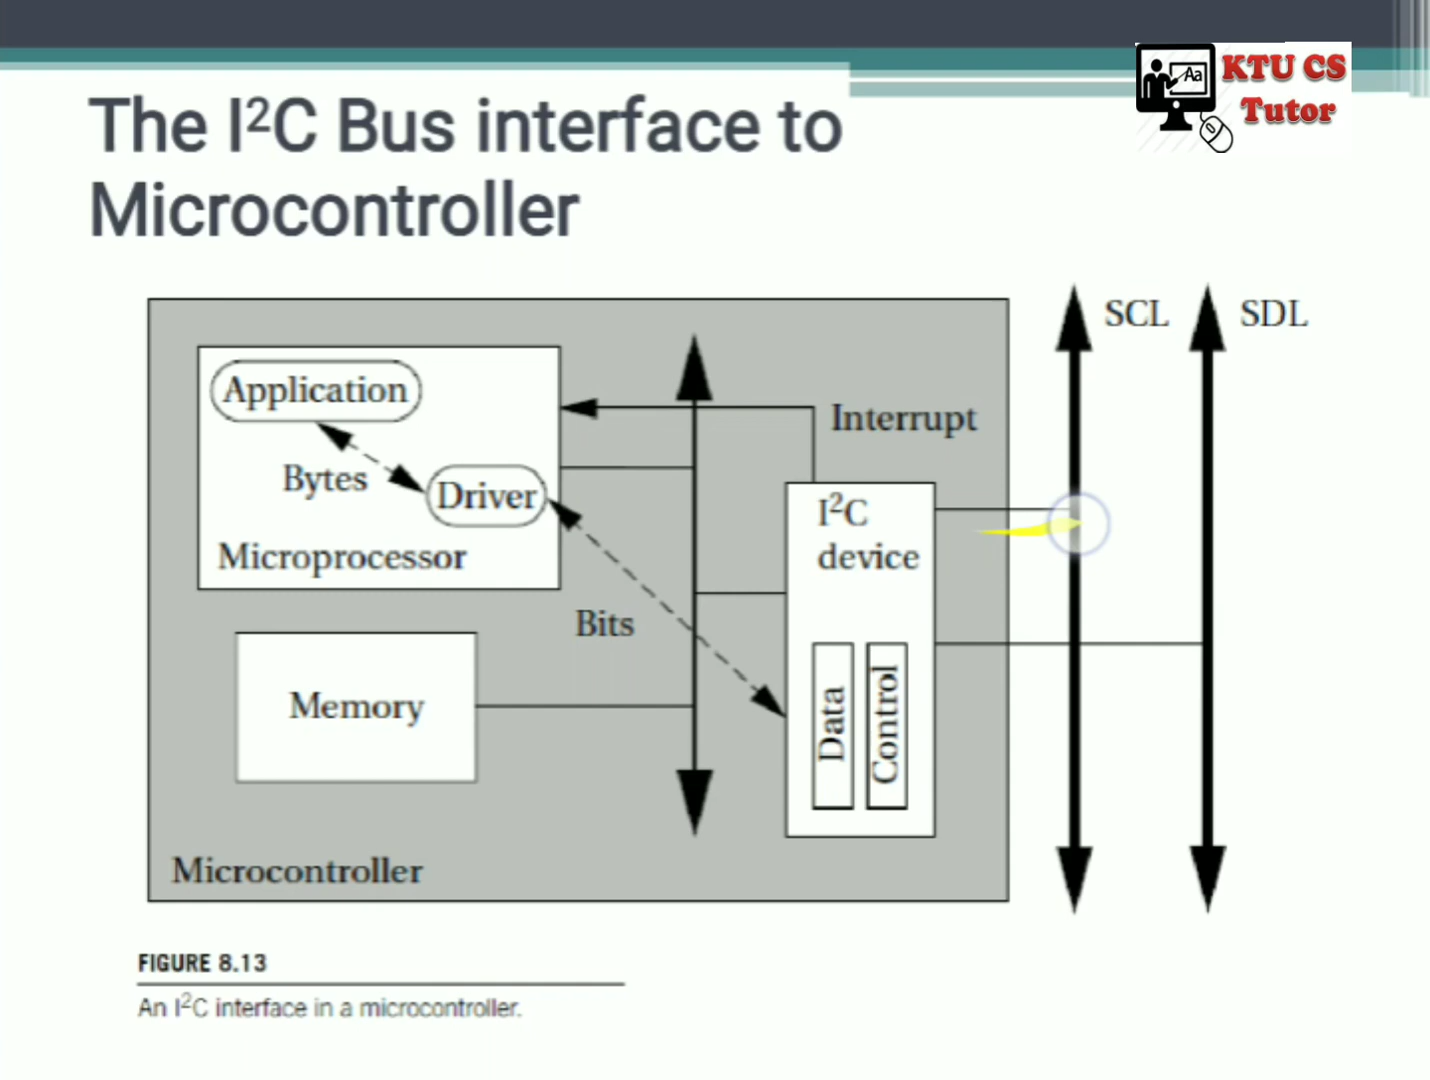 Aa
KTU CS
Tutor
The I²C Bus interface to
Microcontroller
SCL
SDL
Application
Interrupt
Bytes
Driver
I²C
device
Microprocessor
Bits
Memory
Data
Control
Microcontroller
FIGURE 8.13
An I²C interface in a microcontroller.